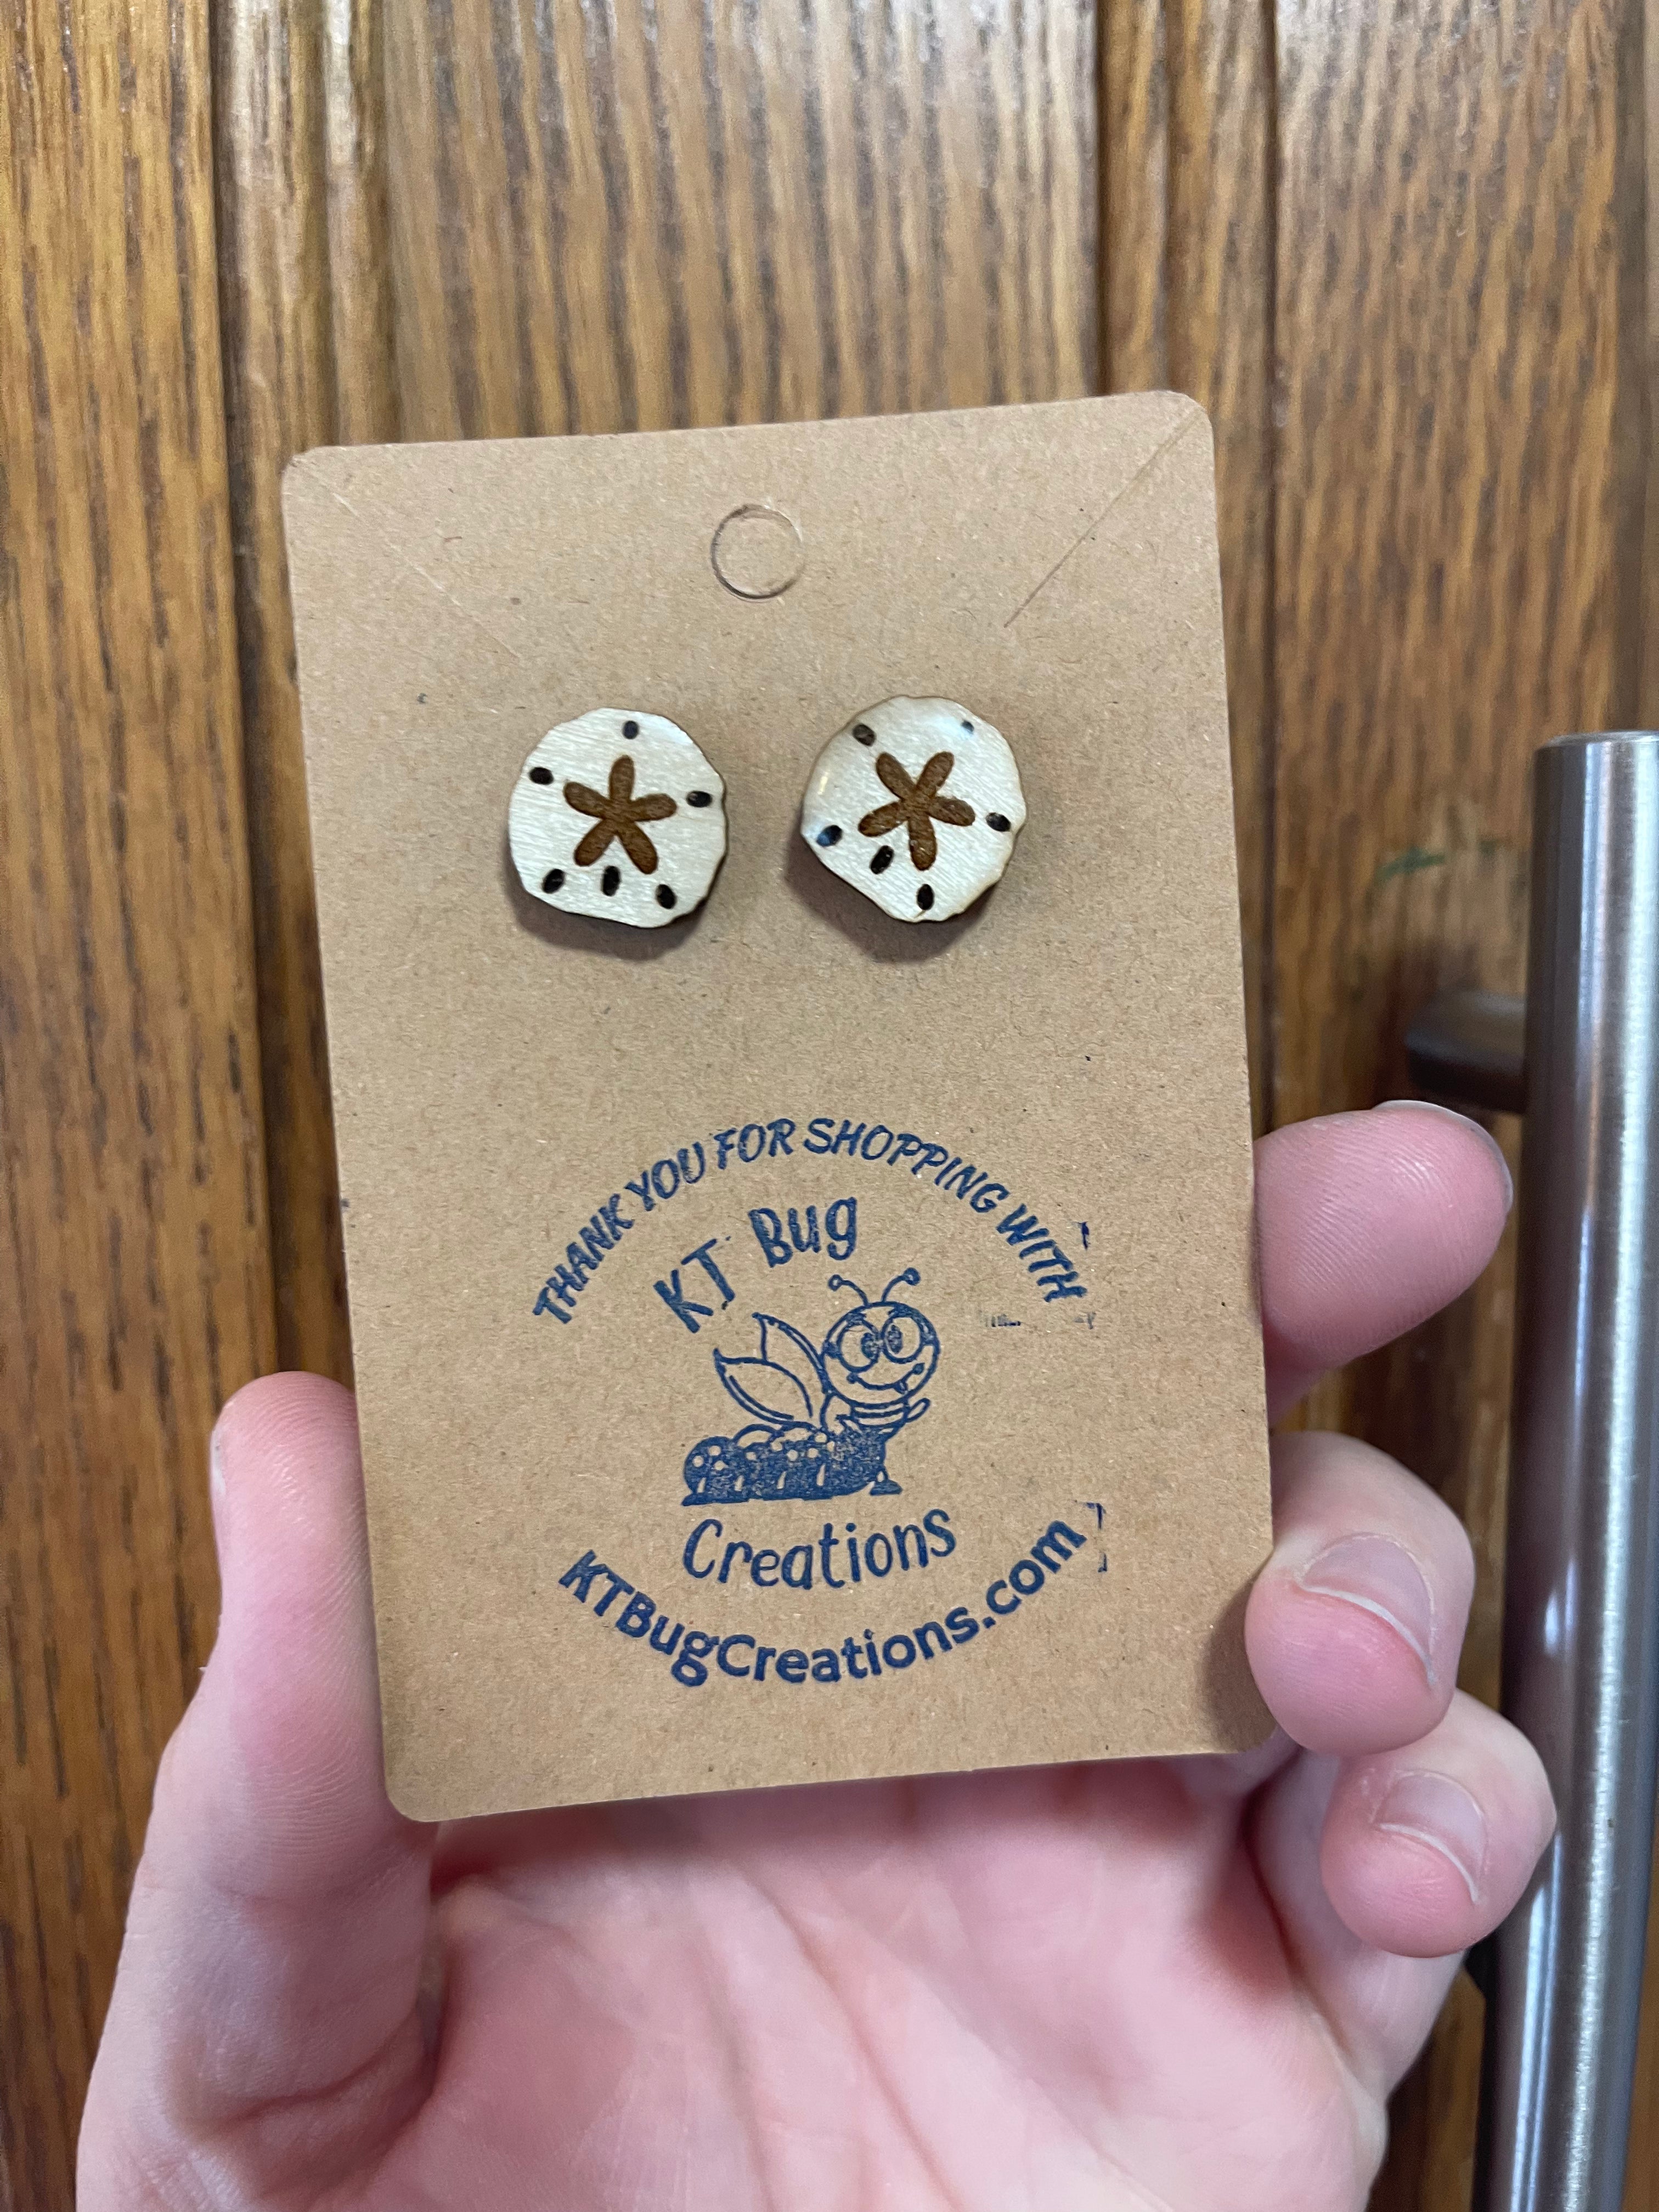 THANK YOU FOR SHOPPING WITH
KT Bug
Creations
KTBugCreations.com